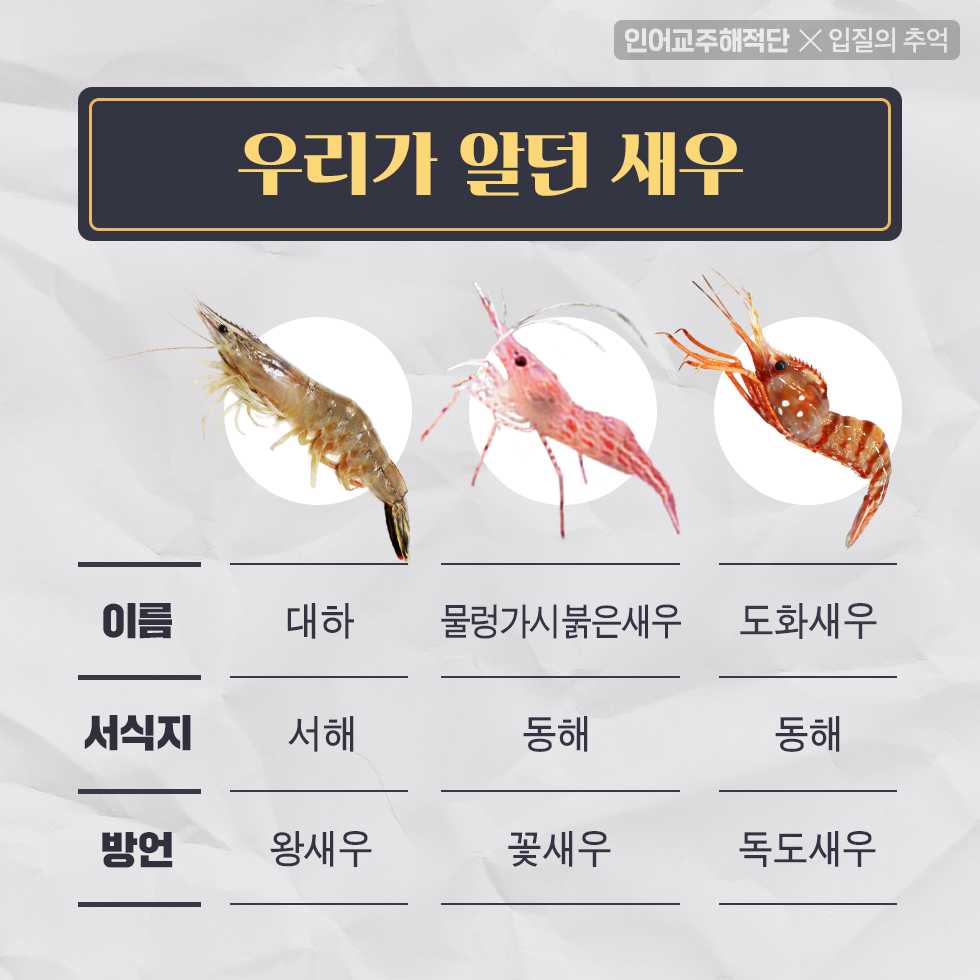 인어교주해적단 × 입질의 추억
우리가 알던 새우
이름 대하 물렁가시붉은새우 도화새우
서식지 서해 동해 동해
방언 왕새우 꽃새우 독도새우